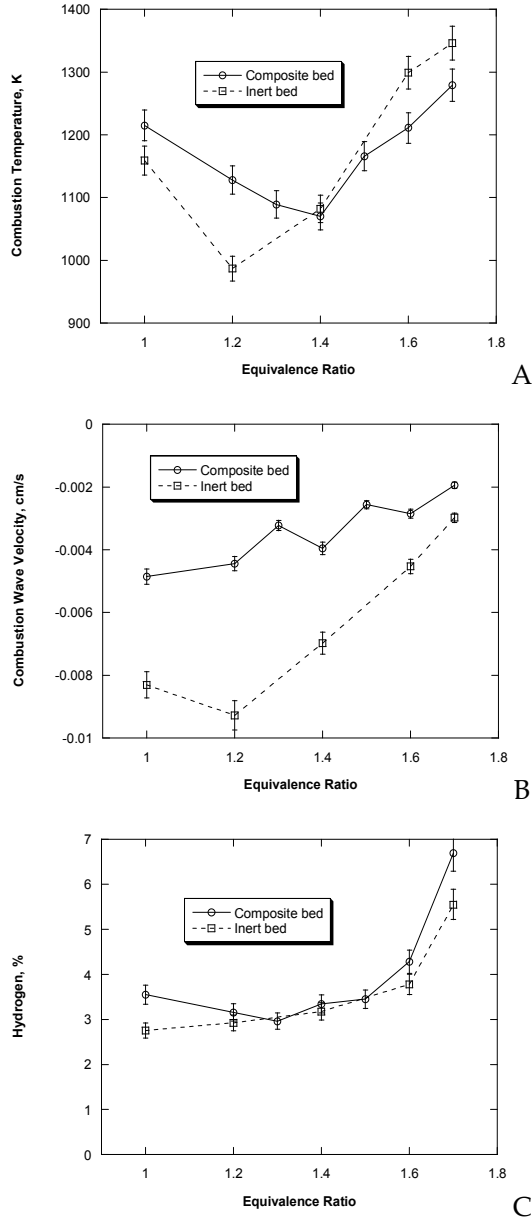 1400
1300
1200
1100
1000
900
Combustion Temperature, K
Composite bed
Inert bed
1
1.2
1.4
1.6
1.8
Equivalence Ratio
A
0
-0.002
-0.004
-0.006
-0.008
-0.01
Combustion Wave Velocity, cm/s
Composite bed
Inert bed
1
1.2
1.4
1.6
1.8
Equivalence Ratio
B
7
6
5
4
3
2
1
0
Hydrogen, %
Composite bed
Inert bed
1
1.2
1.4
1.6
1.8
Equivalence Ratio
C